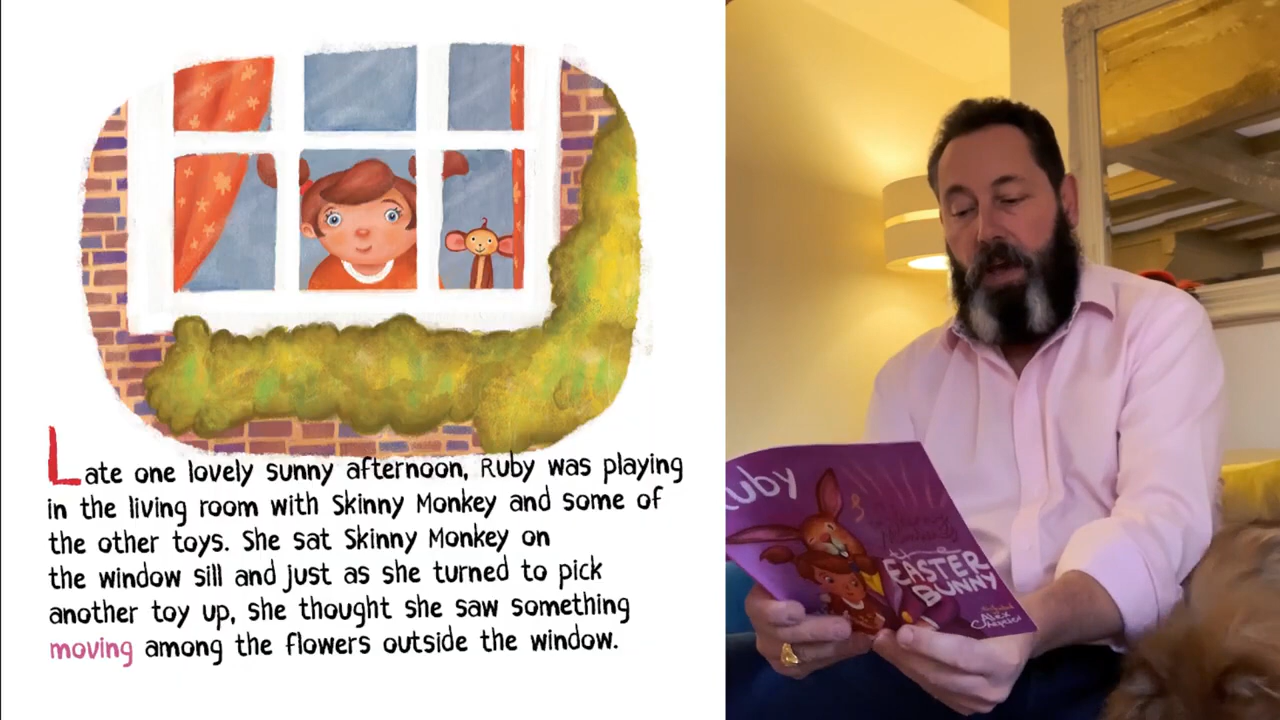 Late one lovely sunny afternoon, Ruby was playing
in the living room with Skinny Monkey and some of
the other toys. She sat Skinny Monkey on
the window sill and just as she turned to pick
another toy up, she thought she saw something
moving among the flowers outside the window.
Ruby
EASTER
BUNNY